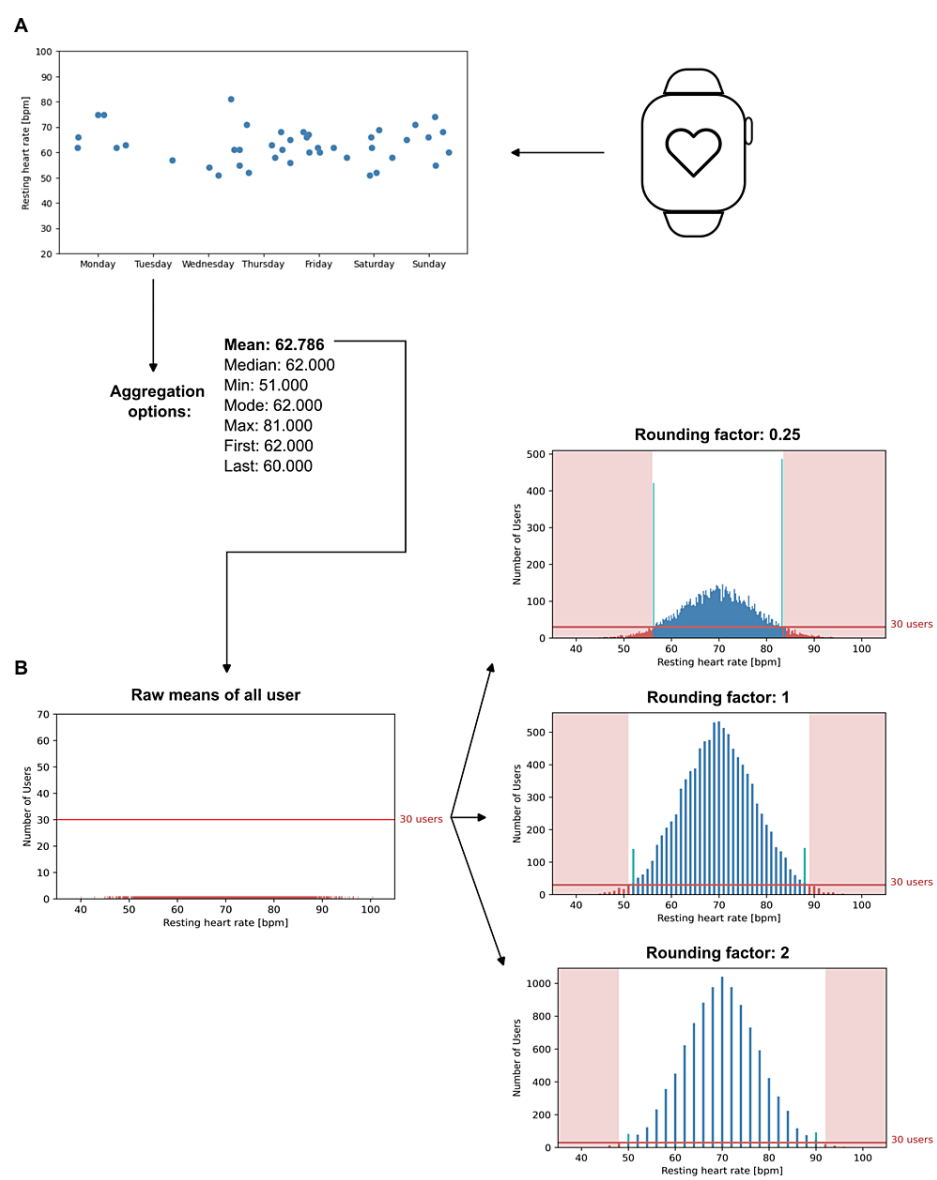 A
100
90
80
70
60
50
40
30
20
Resting heart rate [bpm]
Monday Tuesday Wednesday Thursday Friday Saturday Sunday
Aggregation
options:
Mean: 62.786
Median: 62.000
Min: 51.000
Mode: 62.000
Max: 81.000
First: 62.000
Last: 60.000
Rounding factor: 0.25
500
400
300
200
100
0
Number of Users
30 users
40 50 60 70 80 90 100
Resting heart rate [bpm]
B
Raw means of all user
70
60
50
40
30
20
10
0
Number of Users
30 users
40 50 60 70 80 90 100
Resting heart rate [bpm]
Rounding factor: 1
500
400
300
200
100
0
Number of Users
30 users
40 50 60 70 80 90 100
Resting heart rate [bpm]
Rounding factor: 2
1000
800
600
400
200
0
Number of Users
30 users
40 50 60 70 80 90 100
Resting heart rate [bpm]